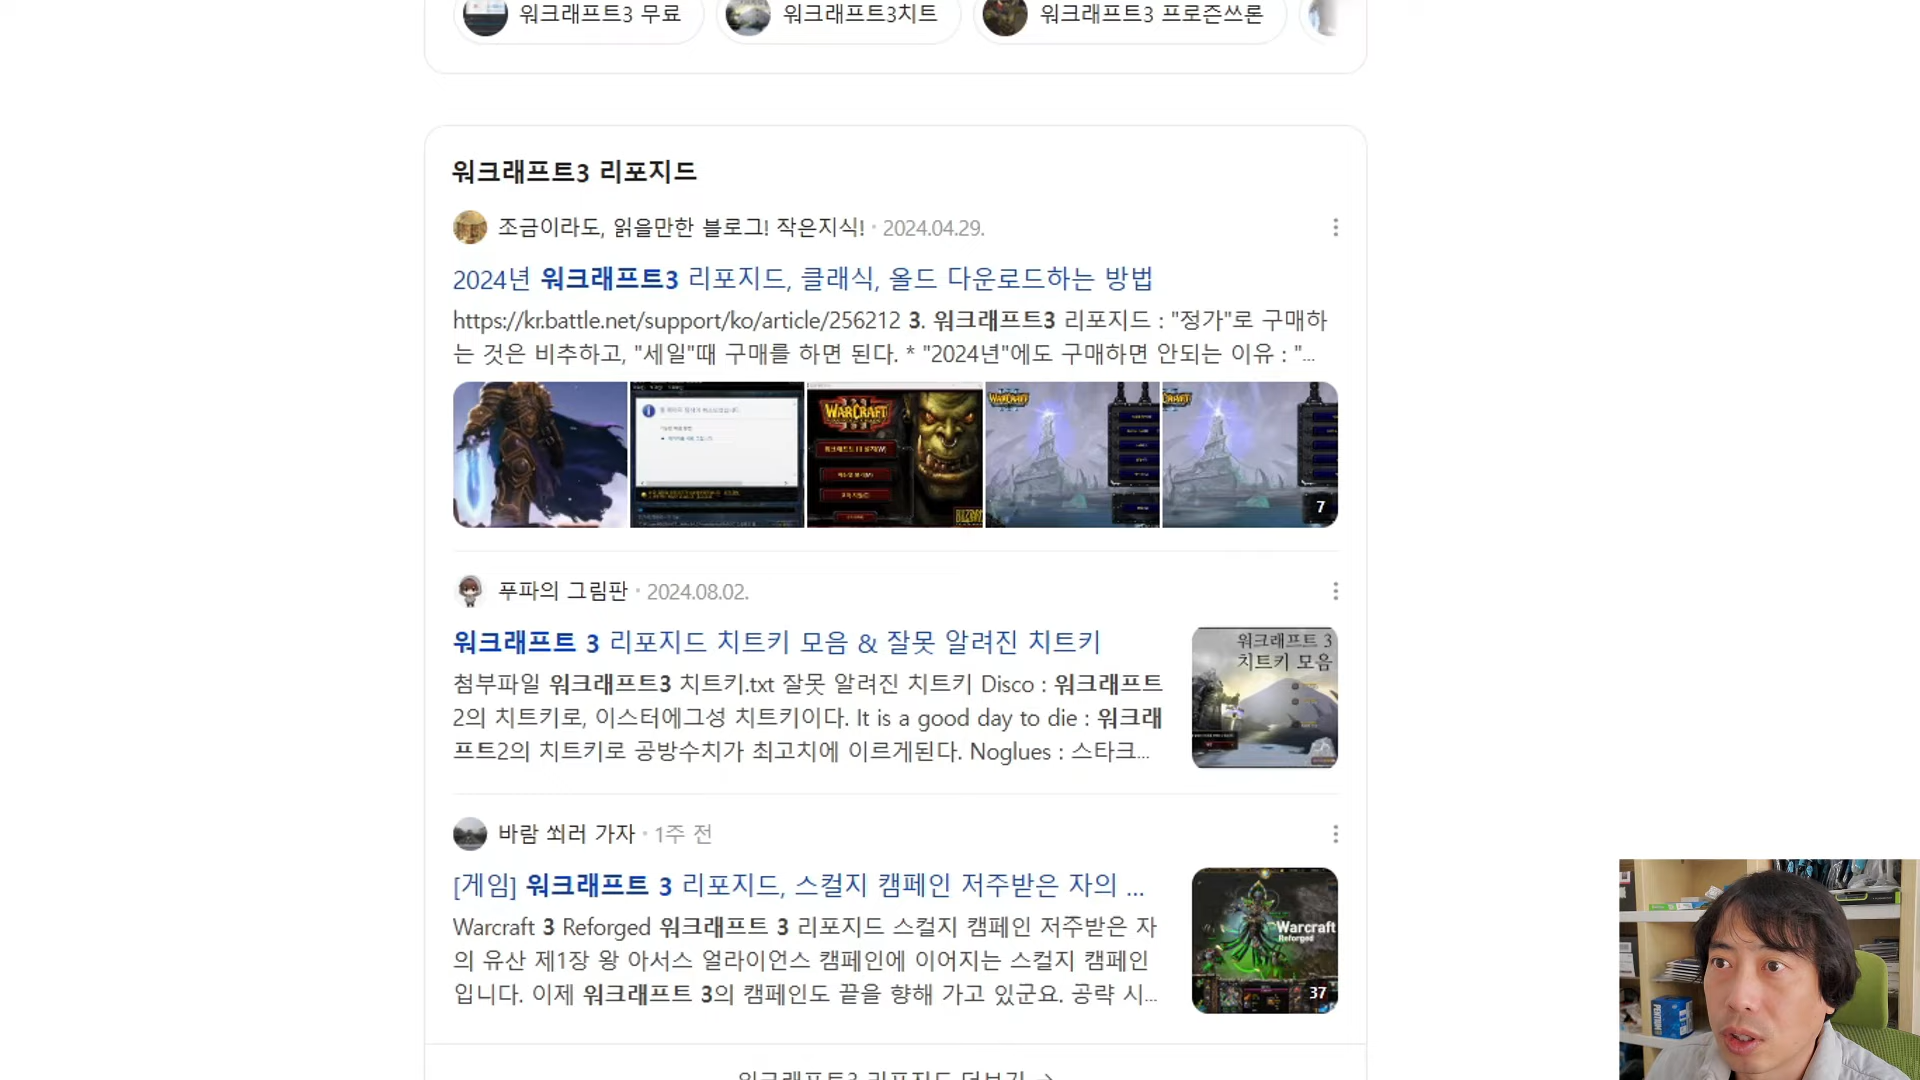 워크래프트3 무료
워크래프트3치트
워크래프트3 프로즌쓰론
워크래프트3 리포지드
조금이라도, 읽을만한 블로그! 작은지식! · 2024.04.29.
2024년 워크래프트3 리포지드, 클래식, 올드 다운로드하는 방법
https://kr.battle.net/support/ko/article/256212 3. 워크래프트3 리포지드 : "정가"로 구매하
는 것은 비추하고, "세일"때 구매를 하면 된다. * "2024년"에도 구매하면 안되는 이유 : "...
WARCRAFT
WARCRAFT
7
푸파의 그림판 · 2024.08.02.
워크래프트 3 리포지드 치트키 모음 & 잘못 알려진 치트키
첨부파일 워크래프트3 치트키.txt 잘못 알려진 치트키 Disco : 워크래프트
2의 치트키로, 이스터에그성 치트키이다. It is a good day to die : 워크래
프트2의 치트키로 공방수치가 최고치에 이르게된다. Noglues : 스타크...
워크래프트 3
치트키 모음
바람 쐬러 가자 · 1주 전
[게임] 워크래프트 3 리포지드, 스컬지 캠페인 저주받은 자의 ...
Warcraft 3 Reforged 워크래프트 3 리포지드 스컬지 캠페인 저주받은 자
의 유산 제1장 왕 아서스 얼라이언스 캠페인에 이어지는 스컬지 캠페인
입니다. 이제 워크래프트 3의 캠페인도 끝을 향해 가고 있군요. 공략 시...
Warcraft
Reforged
37
워크래프트3 리포지드 더보기 →
PENTIUM